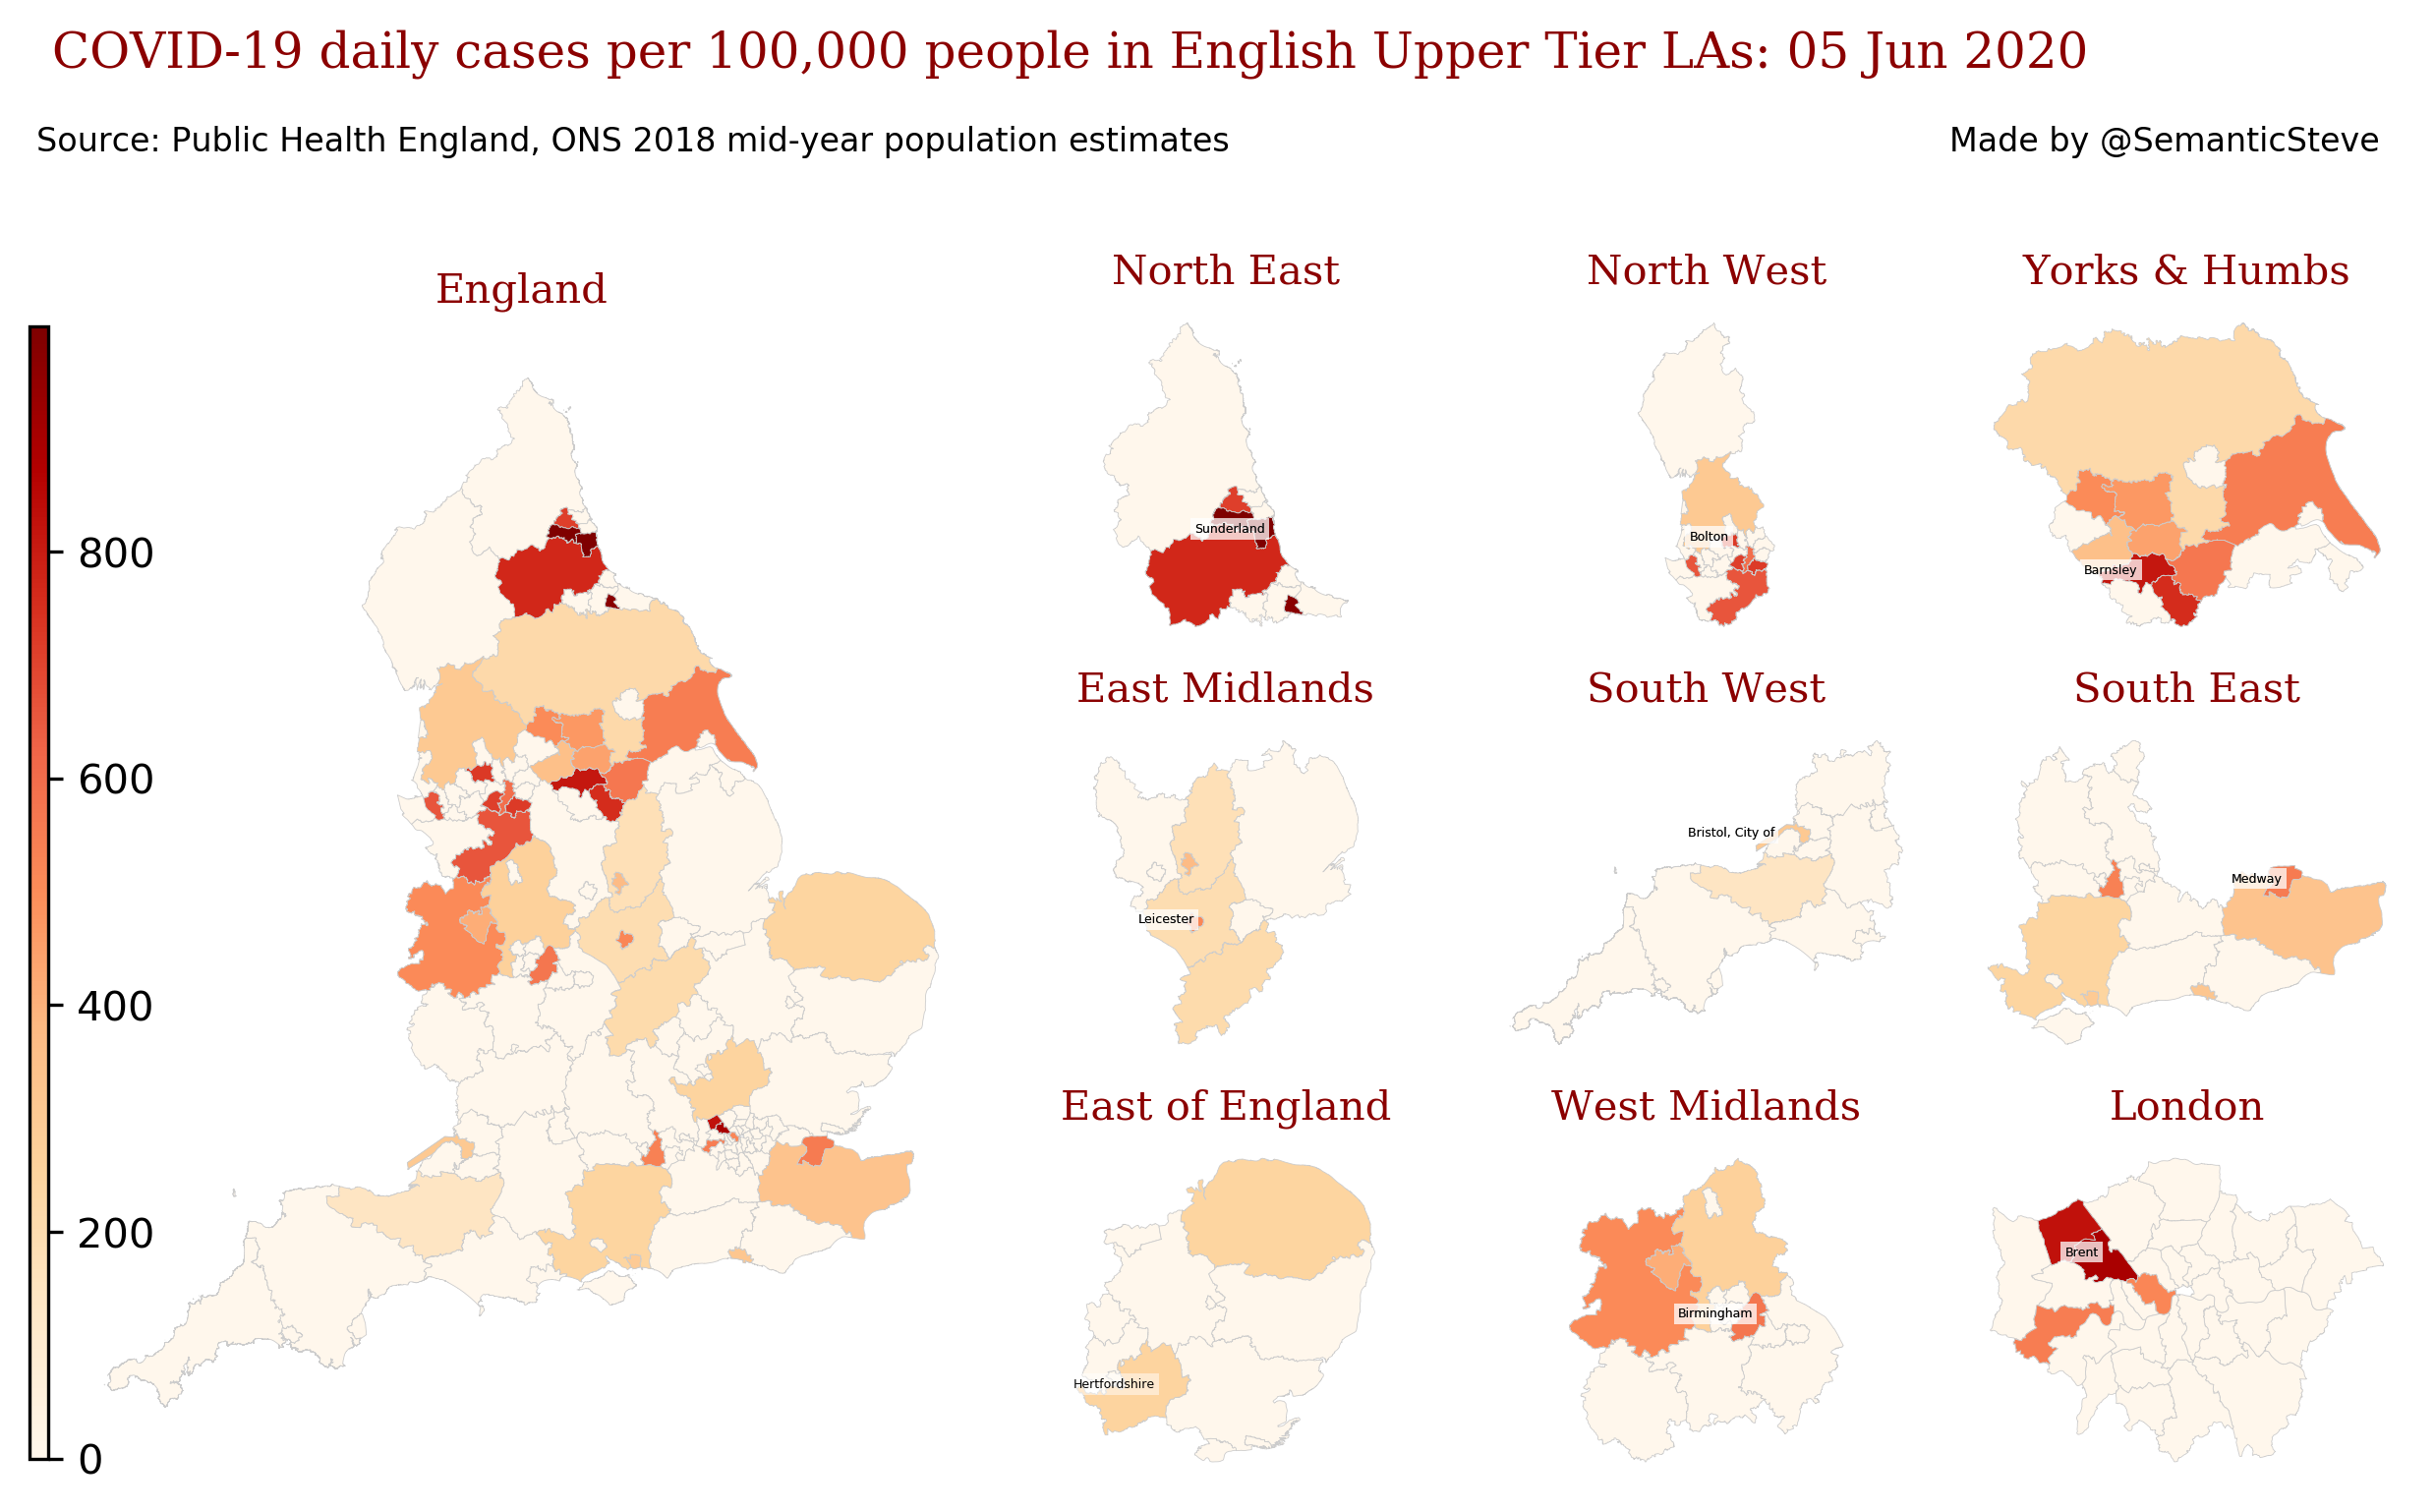 COVID-19 daily cases per 100,000 people in English Upper Tier LAs: 05 Jun 2020
Source: Public Health England, ONS 2018 mid-year population estimates
Made by @SemanticSteve
England
800
600
400
200
0
North East
Sunderland
North West
Bolton
Yorks & Humbs
Barnsley
East Midlands
Leicester
South West
Bristol, City of
South East
Medway
East of England
Hertfordshire
West Midlands
Birmingham
London
Brent